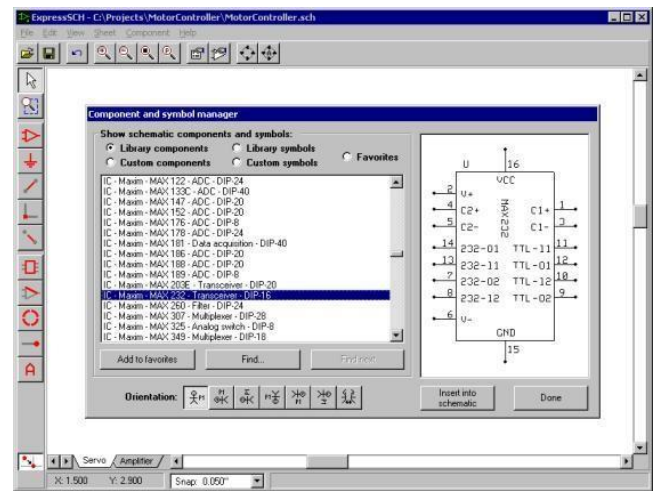 ExpressSCH - C:\Projects\MotorController\MotorController.sch
File Edit View Sheet Component Help
Component and symbol manager
Show schematic components and symbols:
Library components Library symbols
Custom components Custom symbols Favorites
IC - Maxim - MAX 122 - ADC - DIP-24
IC - Maxim - MAX 133C - ADC - DIP-40
IC - Maxim - MAX 147 - ADC - DIP-20
IC - Maxim - MAX 152 - ADC - DIP-20
IC - Maxim - MAX 176 - ADC - DIP-8
IC - Maxim - MAX 178 - ADC - DIP-24
IC - Maxim - MAX 181 - Data acquisition - DIP-40
IC - Maxim - MAX 186 - ADC - DIP-20
IC - Maxim - MAX 188 - ADC - DIP-20
IC - Maxim - MAX 189 - ADC - DIP-8
IC - Maxim - MAX 203E - Transceiver - DIP-20
IC - Maxim - MAX 232 - Transceiver - DIP-16
IC - Maxim - MAX 260 - Filter - DIP-24
IC - Maxim - MAX 307 - Multiplexer - DIP-28
IC - Maxim - MAX 325 - Analog switch - DIP-8
IC - Maxim - MAX 349 - Multiplexer - DIP-18
Add to favorites Find... Find next
Orientation:
U 16
VCC
2 V+
4 C2+ C1+ 1
5 C2- C1- 3
MAX232
14 232-O1 TTL-I1 11
13 232-I1 TTL-O1 12
7 232-O2 TTL-I2 10
8 232-I2 TTL-O2 9
6 V-
GND
15
Insert into
schematic
Done
Servo Amplifier
X: 1.500 Y: 2.900 Snap: 0.050"